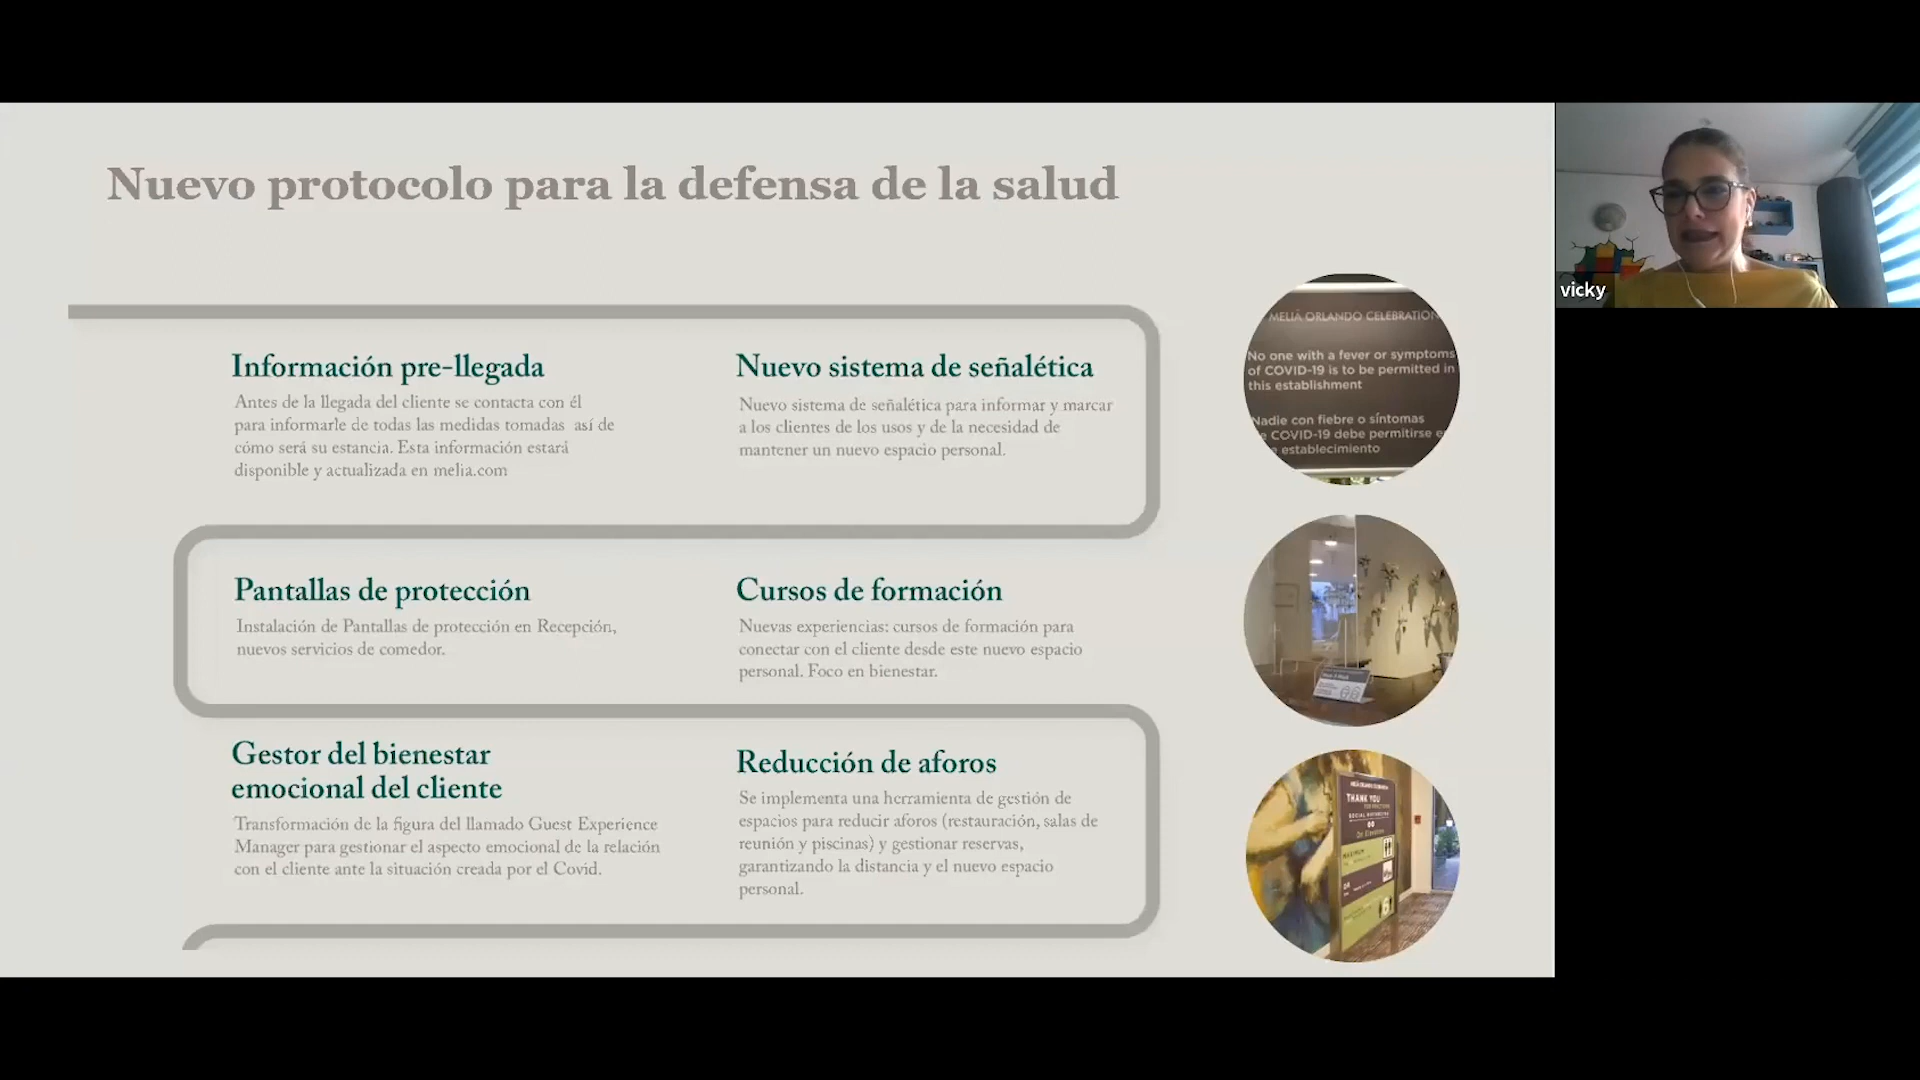 Nuevo protocolo para la defensa de la salud
Información pre-llegada
Antes de la llegada del cliente se contacta con él
para informarle de todas las medidas tomadas así de
cómo será su estancia. Esta información estará
disponible y actualizada en melia.com
Nuevo sistema de señalética
Nuevo sistema de señalética para informar y marcar
a los clientes de los usos y de la necesidad de
mantener un nuevo espacio personal.
Pantallas de protección
Instalación de Pantallas de protección en Recepción,
nuevos servicios de comedor.
Cursos de formación
Nuevas experiencias: cursos de formación para
conectar con el cliente desde este nuevo espacio
personal. Foco en bienestar.
Gestor del bienestar
emocional del cliente
Transformación de la figura del llamado Guest Experience
Manager para gestionar el aspecto emocional de la relación
con el cliente ante la situación creada por el Covid.
Reducción de aforos
Se implementa una herramienta de gestión de
espacios para reducir aforos (restauración, salas de
reunión y piscinas) y gestionar reservas,
garantizando la distancia y el nuevo espacio
personal.
MELIÁ ORLANDO CELEBRATION
No one with a fever or symptoms
of COVID-19 is to be permitted in
this establishment
Nadie con fiebre o síntomas
COVID-19 debe permitirse
establecimiento
THANK YOU
SOCIAL DISTANCING
MAXIMUM
OR
6
vicky